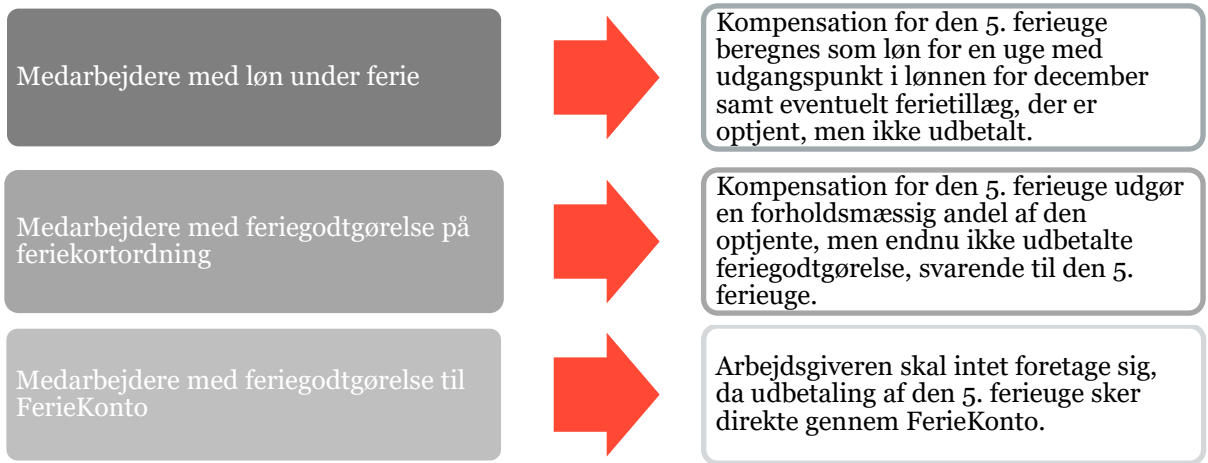 Medarbejdere med løn under ferie
Kompensation for den 5. ferieuge
beregnes som løn for en uge med
udgangspunkt i lønnen for december
samt eventuelt ferietillæg, der er
optjent, men ikke udbetalt.
Medarbejdere med feriegodtgørelse på
feriekortordning
Kompensation for den 5. ferieuge udgør
en forholdsmæssig andel af den
optjente, men endnu ikke udbetalte
feriegodtgørelse, svarende til den 5.
ferieuge.
Medarbejdere med feriegodtgørelse til
FerieKonto
Arbejdsgiveren skal intet foretage sig,
da udbetaling af den 5. ferieuge sker
direkte gennem FerieKonto.